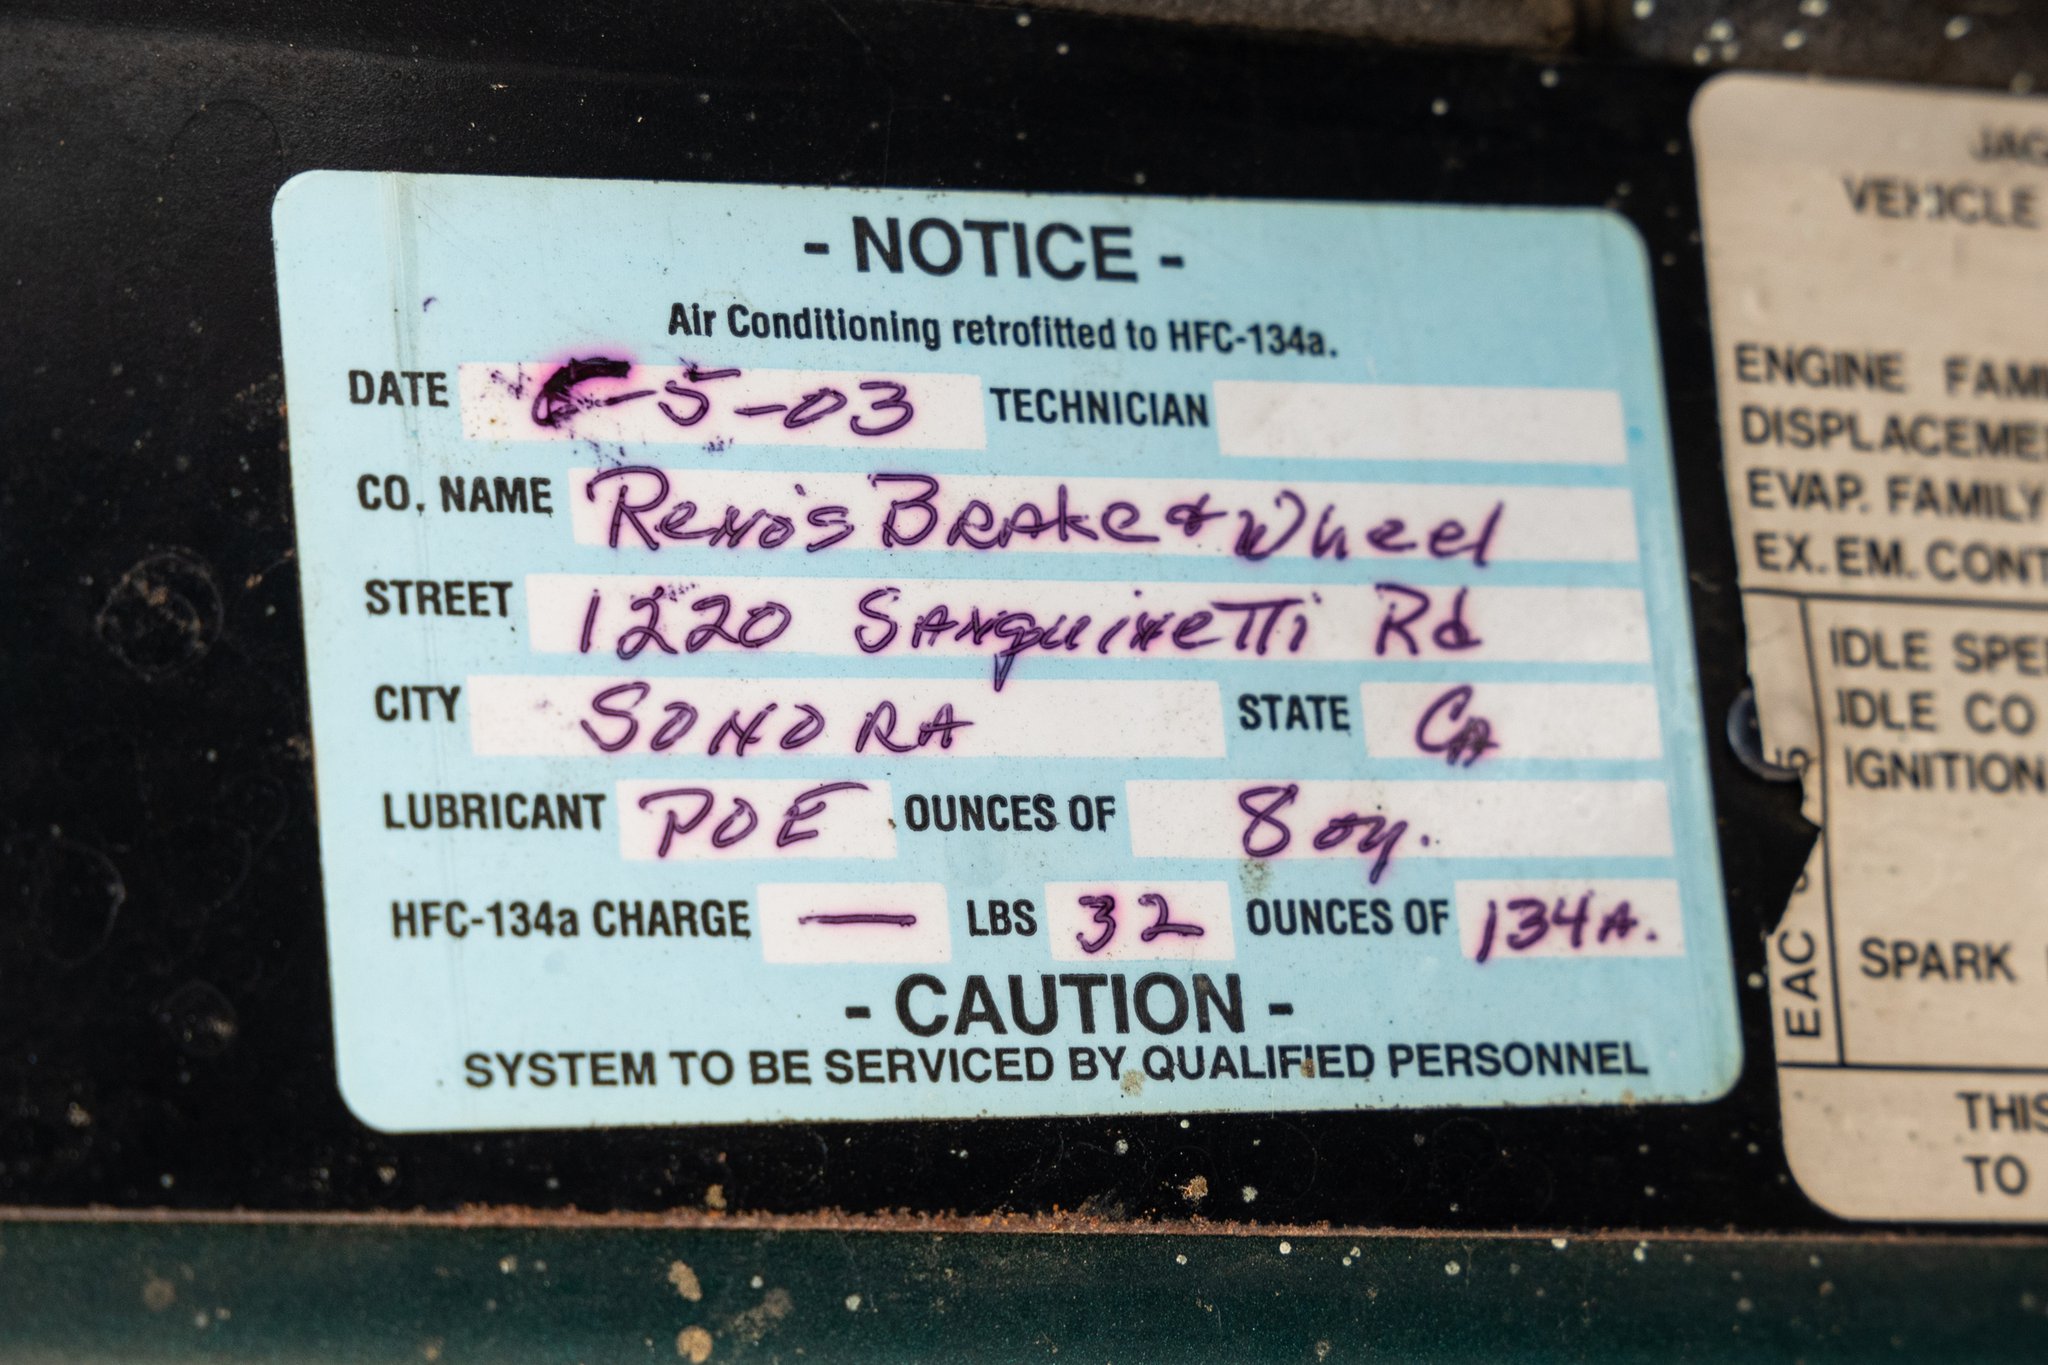 - NOTICE -
Air Conditioning retrofitted to HFC-134a.
DATE -5-03 TECHNICIAN
CO. NAME Reno's Brake & Wheel
STREET 1220 Sanguinetti Rd
CITY SONORA STATE CA
LUBRICANT POE OUNCES OF 8 oz.
HFC-134a CHARGE — LBS 32 OUNCES OF 134A.
- CAUTION -
SYSTEM TO BE SERVICED BY QUALIFIED PERSONNEL
JAG
VEHICLE
ENGINE FAMI
DISPLACEME
EVAP. FAMILY
EX. EM. CONT
IDLE SPE
IDLE CO
IGNITION
SPARK
EAC
THIS
TO